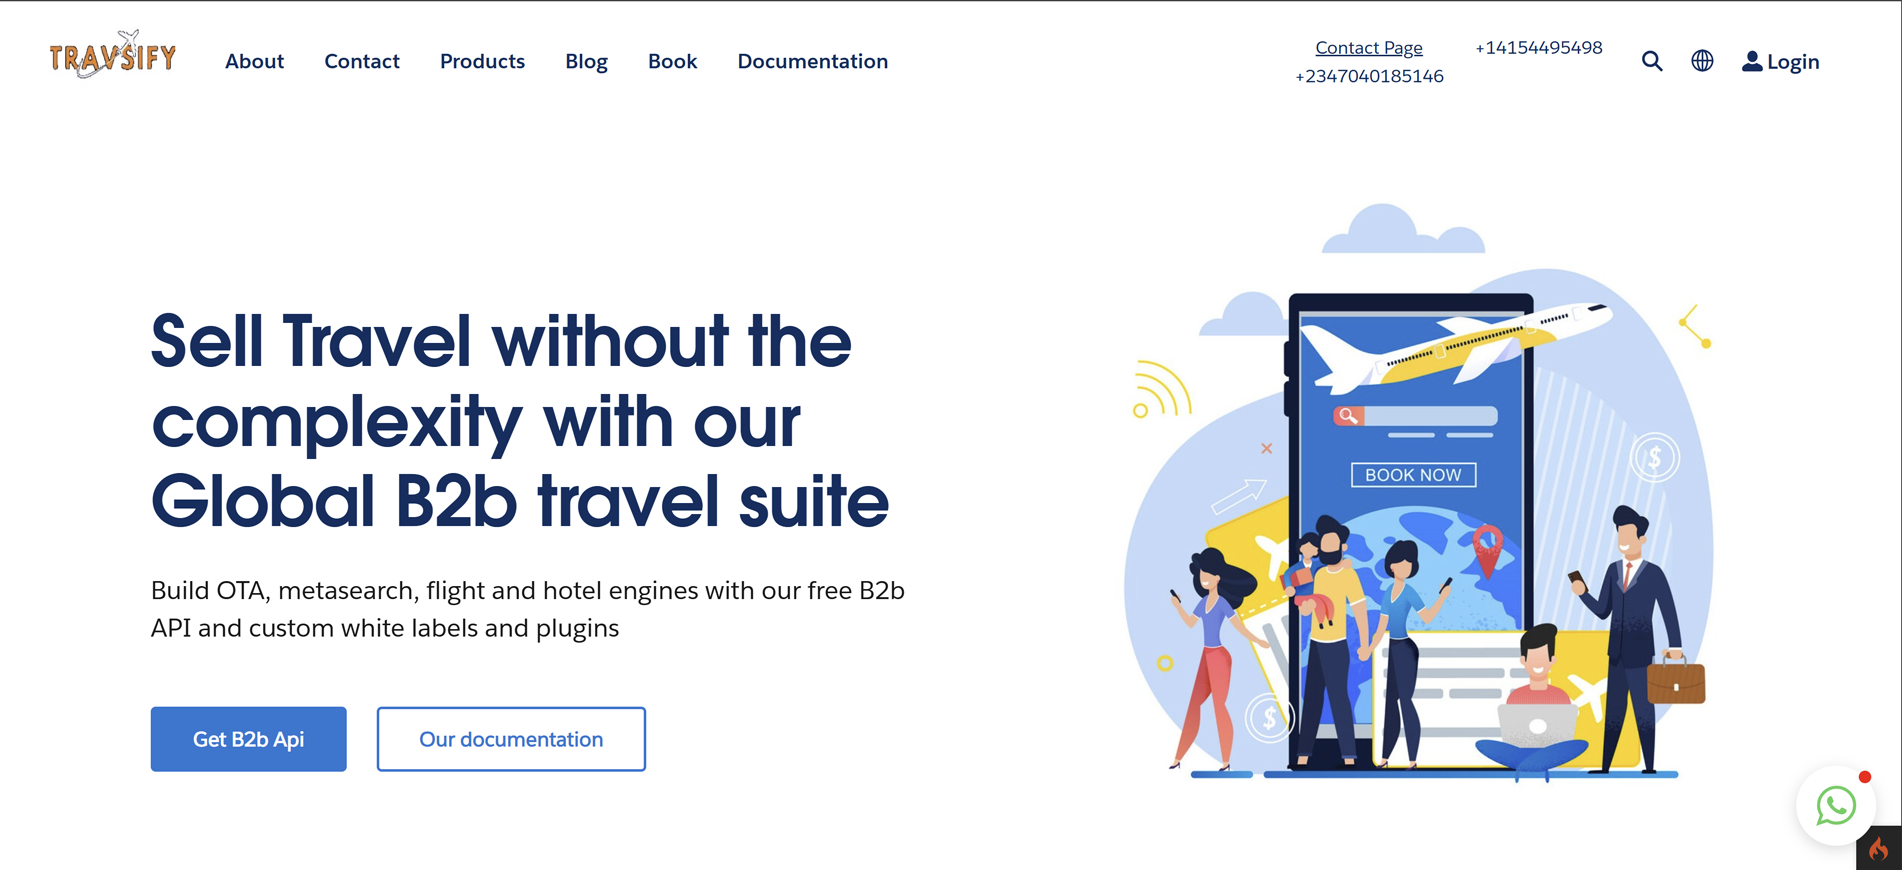 TRAVSIFY
About Contact Products Blog Book Documentation
Contact Page
+2347040185146
+14154495498
Login
Sell Travel without the
complexity with our
Global B2b travel suite
Build OTA, metasearch, flight and hotel engines with our free B2b
API and custom white labels and plugins
Get B2b Api
Our documentation
BOOK NOW
$
$